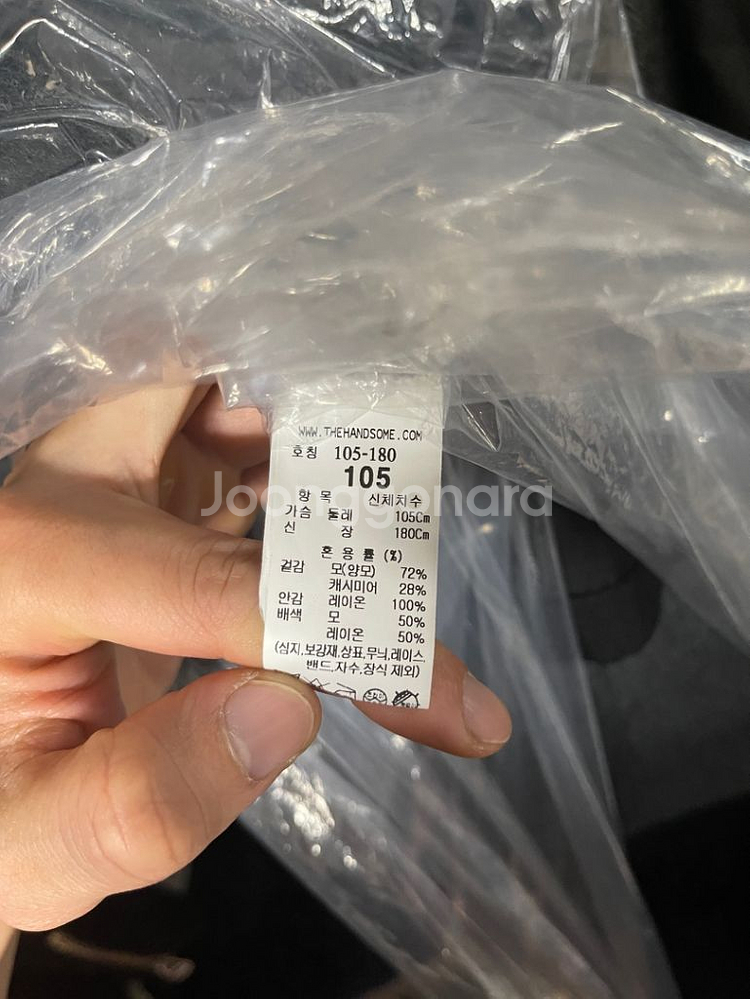 WWW.THEHANDSOME.COM
호칭 105-180
105
항 목 신체치수
가슴 둘레 105Cm
신 장 180Cm
혼 용 률 (%)
겉감 모(양모) 72%
캐시미어 28%
안감 레이온 100%
배색 모 50%
레이온 50%
(심지,보강재,상표,무늬,레이스,
밴드,자수,장식 제외)
Joonggonara